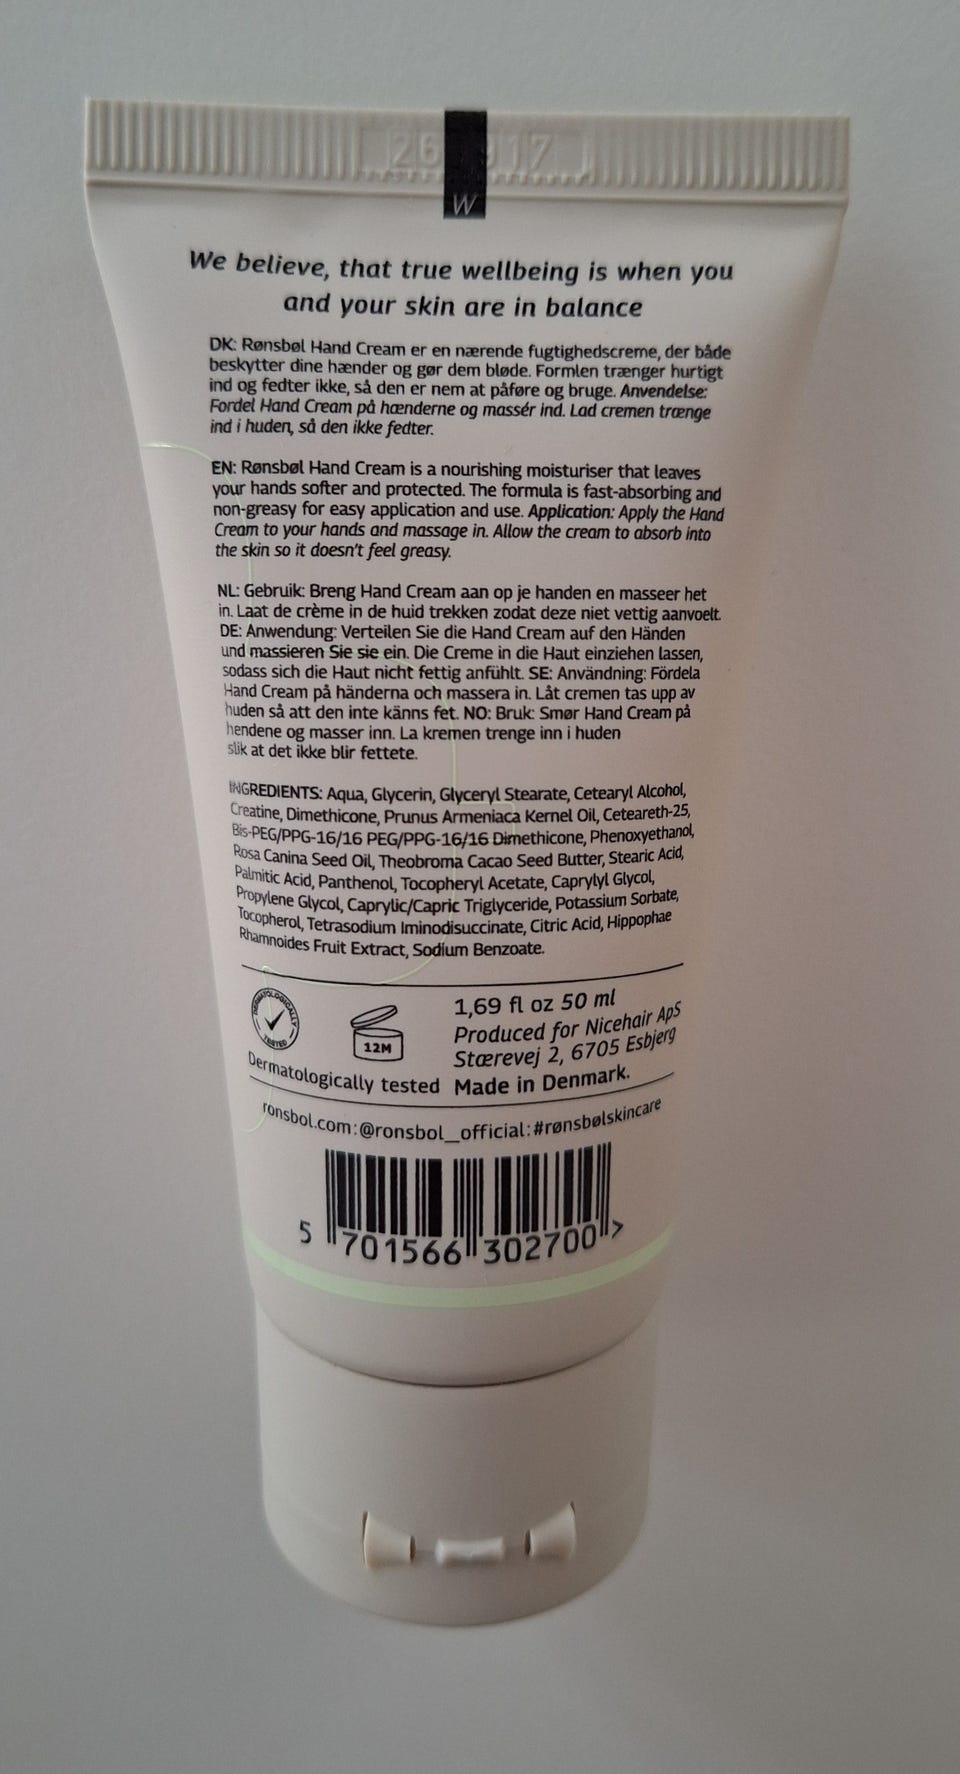 26 917
W
We believe, that true wellbeing is when you
and your skin are in balance
DK: Rønsbøl Hand Cream er en nærende fugtighedscreme, der både
beskytter dine hænder og gør dem bløde. Formlen trænger hurtigt
ind og fedter ikke, så den er nem at påføre og bruge. Anvendelse:
Fordel Hand Cream på hænderne og massér ind. Lad cremen trænge
ind i huden, så den ikke fedter.
EN: Rønsbøl Hand Cream is a nourishing moisturiser that leaves
your hands softer and protected. The formula is fast-absorbing and
non-greasy for easy application and use. Application: Apply the Hand
Cream to your hands and massage in. Allow the cream to absorb into
the skin so it doesn't feel greasy.
NL: Gebruik: Breng Hand Cream aan op je handen en masseer het
in. Laat de crème in de huid trekken zodat deze niet vettig aanvoelt.
DE: Anwendung: Verteilen Sie die Hand Cream auf den Händen
und massieren Sie sie ein. Die Creme in die Haut einziehen lassen,
sodass sich die Haut nicht fettig anfühlt. SE: Användning: Fördela
Hand Cream på händerna och massera in. Låt cremen tas upp av
huden så att den inte känns fet. NO: Bruk: Smør Hand Cream på
hendene og masser inn. La kremen trenge inn i huden
slik at det ikke blir fettete.
INGREDIENTS: Aqua, Glycerin, Glyceryl Stearate, Cetearyl Alcohol,
Creatine, Dimethicone, Prunus Armeniaca Kernel Oil, Ceteareth-25,
Bis-PEG/PPG-16/16 PEG/PPG-16/16 Dimethicone, Phenoxyethanol,
Rosa Canina Seed Oil, Theobroma Cacao Seed Butter, Stearic Acid,
Palmitic Acid, Panthenol, Tocopheryl Acetate, Caprylyl Glycol,
Propylene Glycol, Caprylic/Capric Triglyceride, Potassium Sorbate,
Tocopherol, Tetrasodium Iminodisuccinate, Citric Acid, Hippophae
Rhamnoides Fruit Extract, Sodium Benzoate.
DERMATOLOGICALLY
TESTED
Dermatologically tested
12M
1,69 fl oz 50 ml
Produced for Nicehair ApS
Stærevej 2, 6705 Esbjerg
Made in Denmark.
ronsbol.com:@ronsbol_official:#rønsbølskincare
5 701566 302700 >